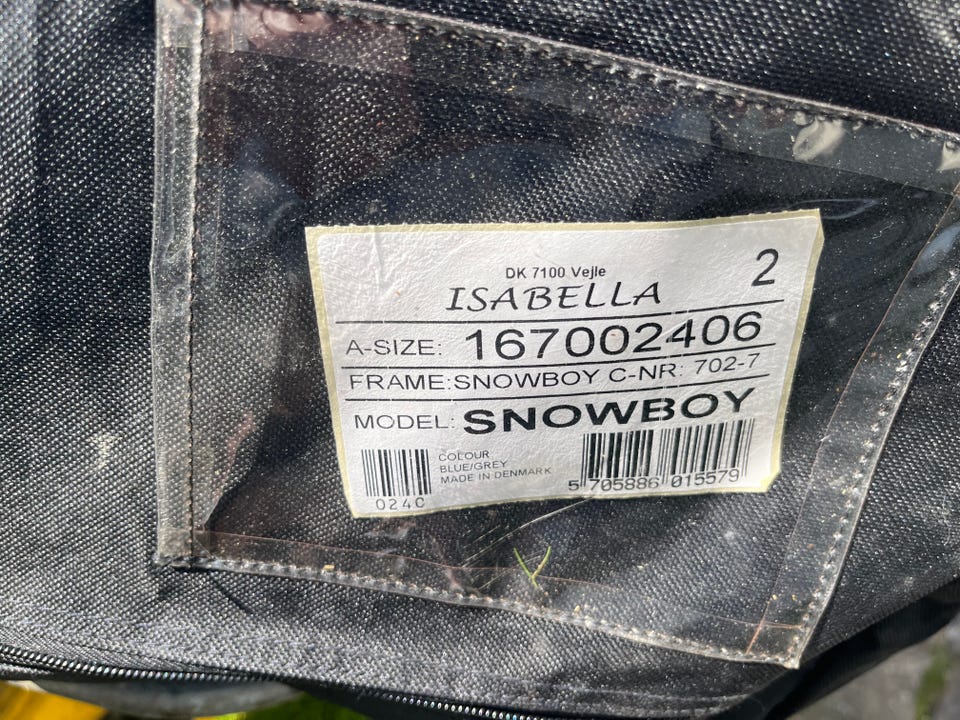 DK 7100 Vejle
2
ISABELLA
A-SIZE: 167002406
FRAME:SNOWBOY C-NR: 702-7
MODEL: SNOWBOY
COLOUR
BLUE/GREY
MADE IN DENMARK
0240
5 705886 015579